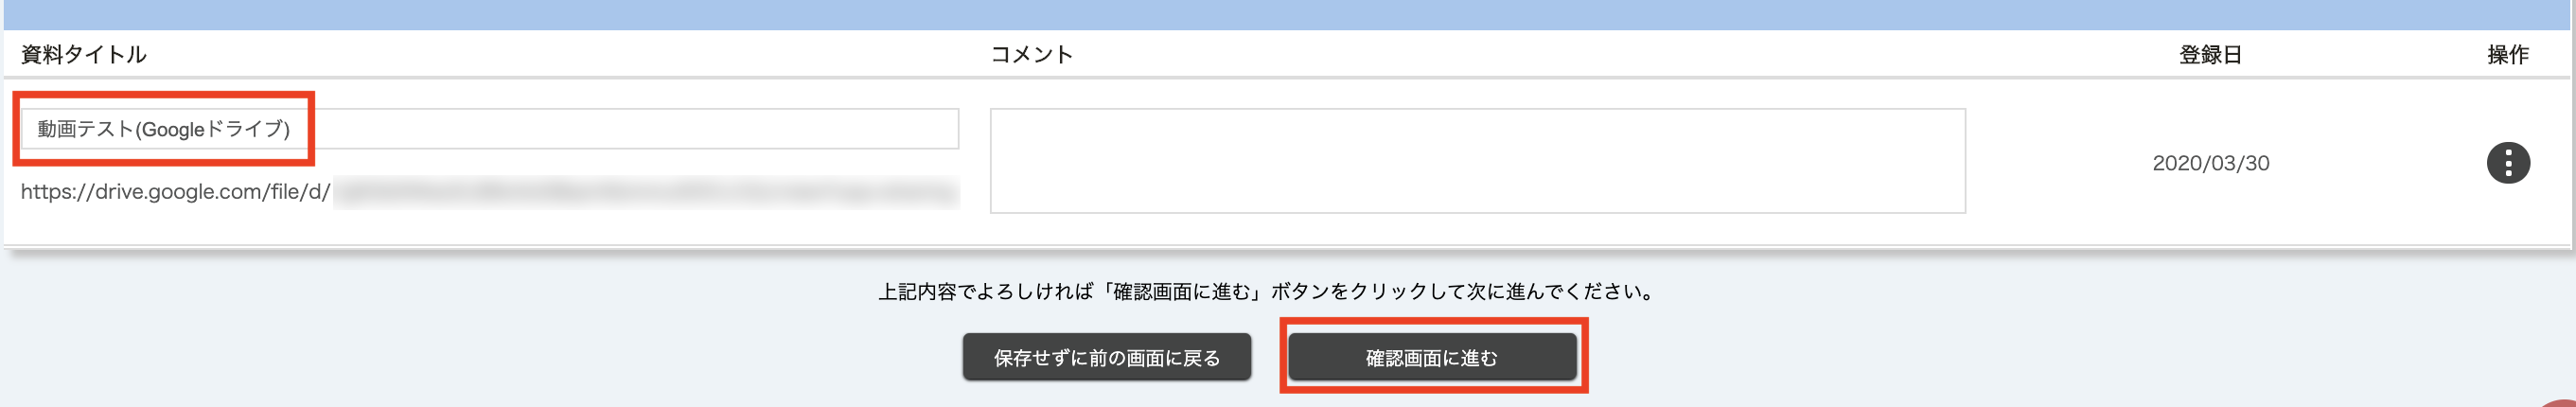 資料タイトル コメント 登録日 操作
動画テスト(Googleドライブ)
https://drive.google.com/file/d/
2020/03/30
上記内容でよろしければ「確認画面に進む」ボタンをクリックして次に進んでください。
保存せずに前の画面に戻る 確認画面に進む